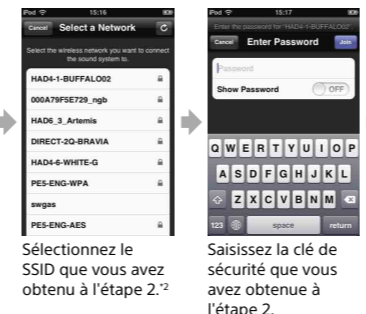 iPod 15:16
Cancel Select a Network
Select the wireless network you want to connect
the sound system to.
HAD4-1-BUFFALO02
000A79F5E729_ngb
HAD6_3_Artemis
DIRECT-2Q-BRAVIA
HAD4-6-WHITE-G
PE5-ENG-WPA
swgas
PE5-ENG-AES
Sélectionnez le
SSID que vous avez
obtenu à l'étape 2.*2
iPod 15:17
Enter the password for "HAD4-1-BUFFALO02"
Cancel Enter Password Join
Password
Show Password OFF
Q W E R T Y U I O P
A S D F G H J K L
Z X C V B N M
123 space return
Saisissez la clé de
sécurité que vous
avez obtenue à
l'étape 2.